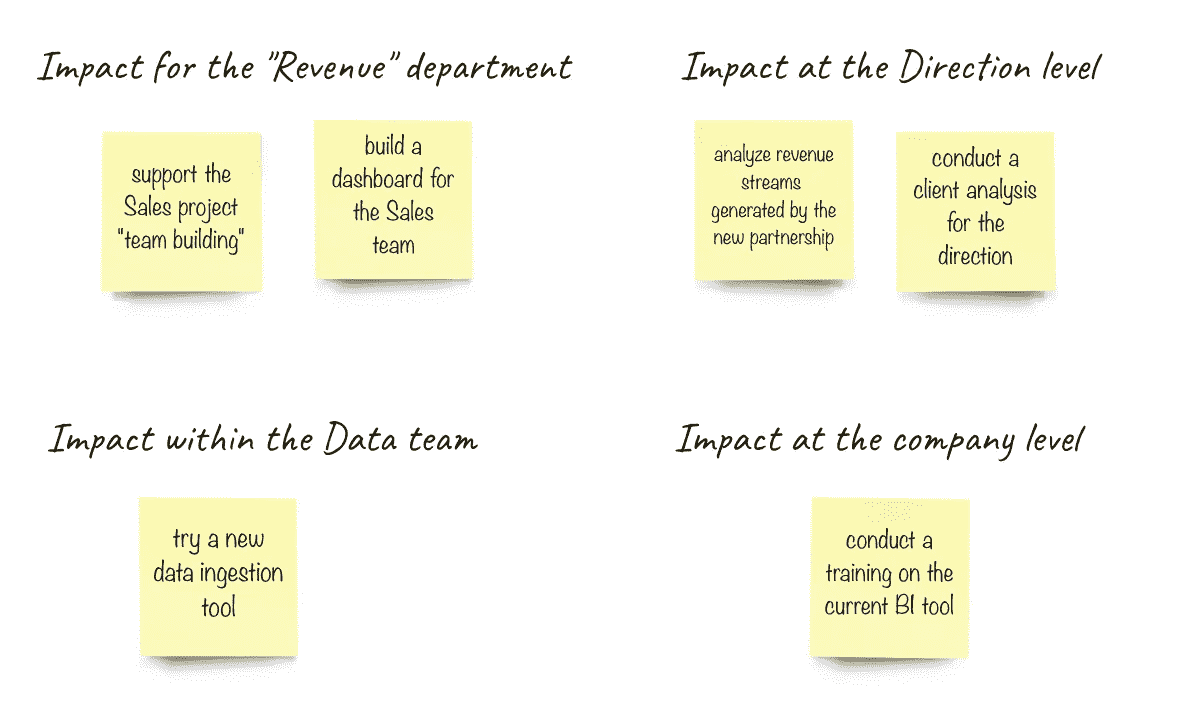 Impact for the "Revenue" department
support the
Sales project
"team building"
build a
dashboard for
the Sales
team
Impact at the Direction level
analyze revenue
streams
generated by the
new partnership
conduct a
client analysis
for the
direction
Impact within the Data team
try a new
data ingestion
tool
Impact at the company level
conduct a
training on the
current BI tool